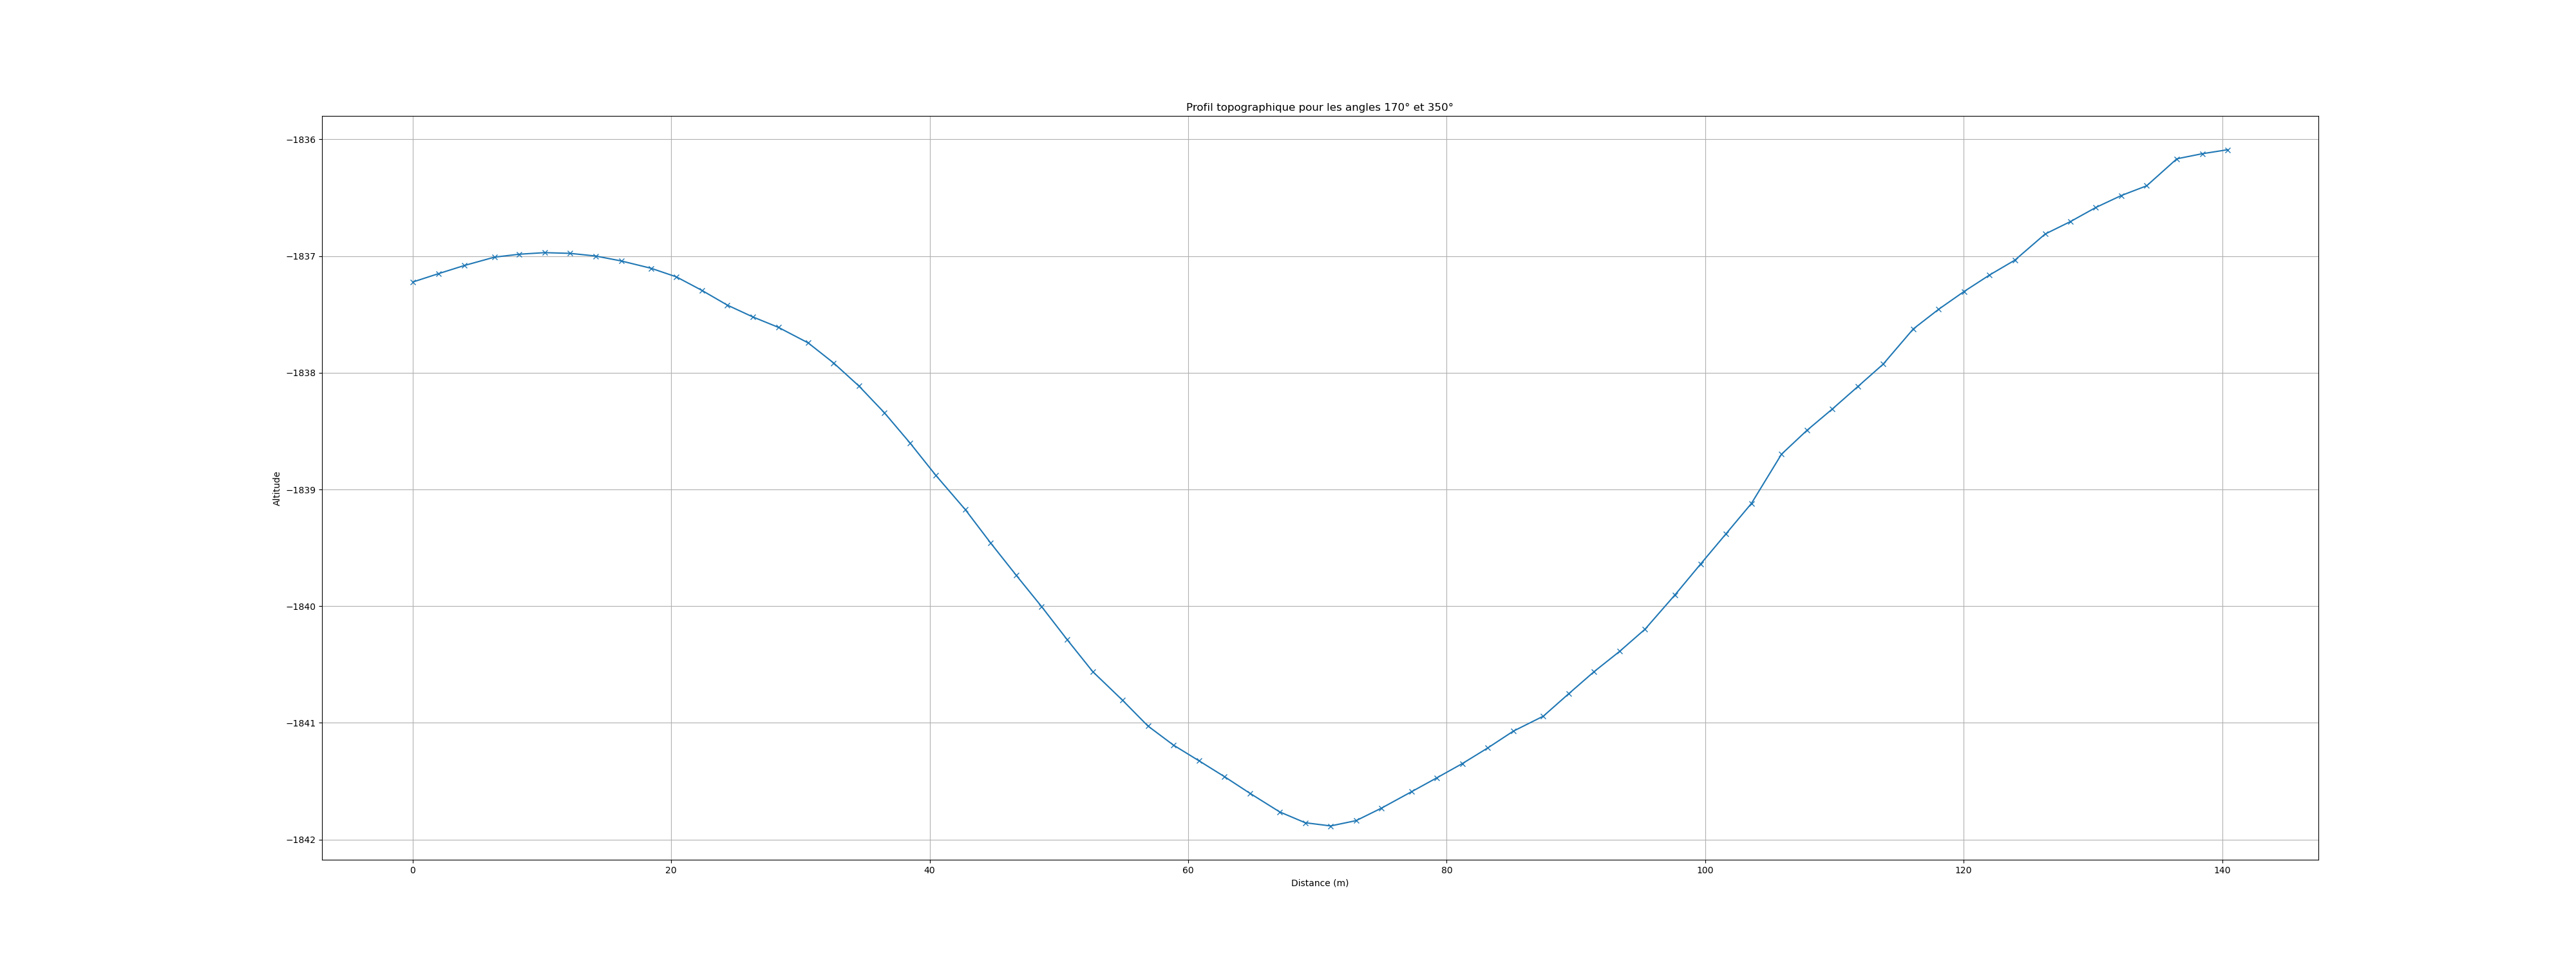 Profil topographique pour les angles 170° et 350°
Altitude
−1836
−1837
−1838
−1839
−1840
−1841
−1842
0 20 40 60 80 100 120 140
Distance (m)